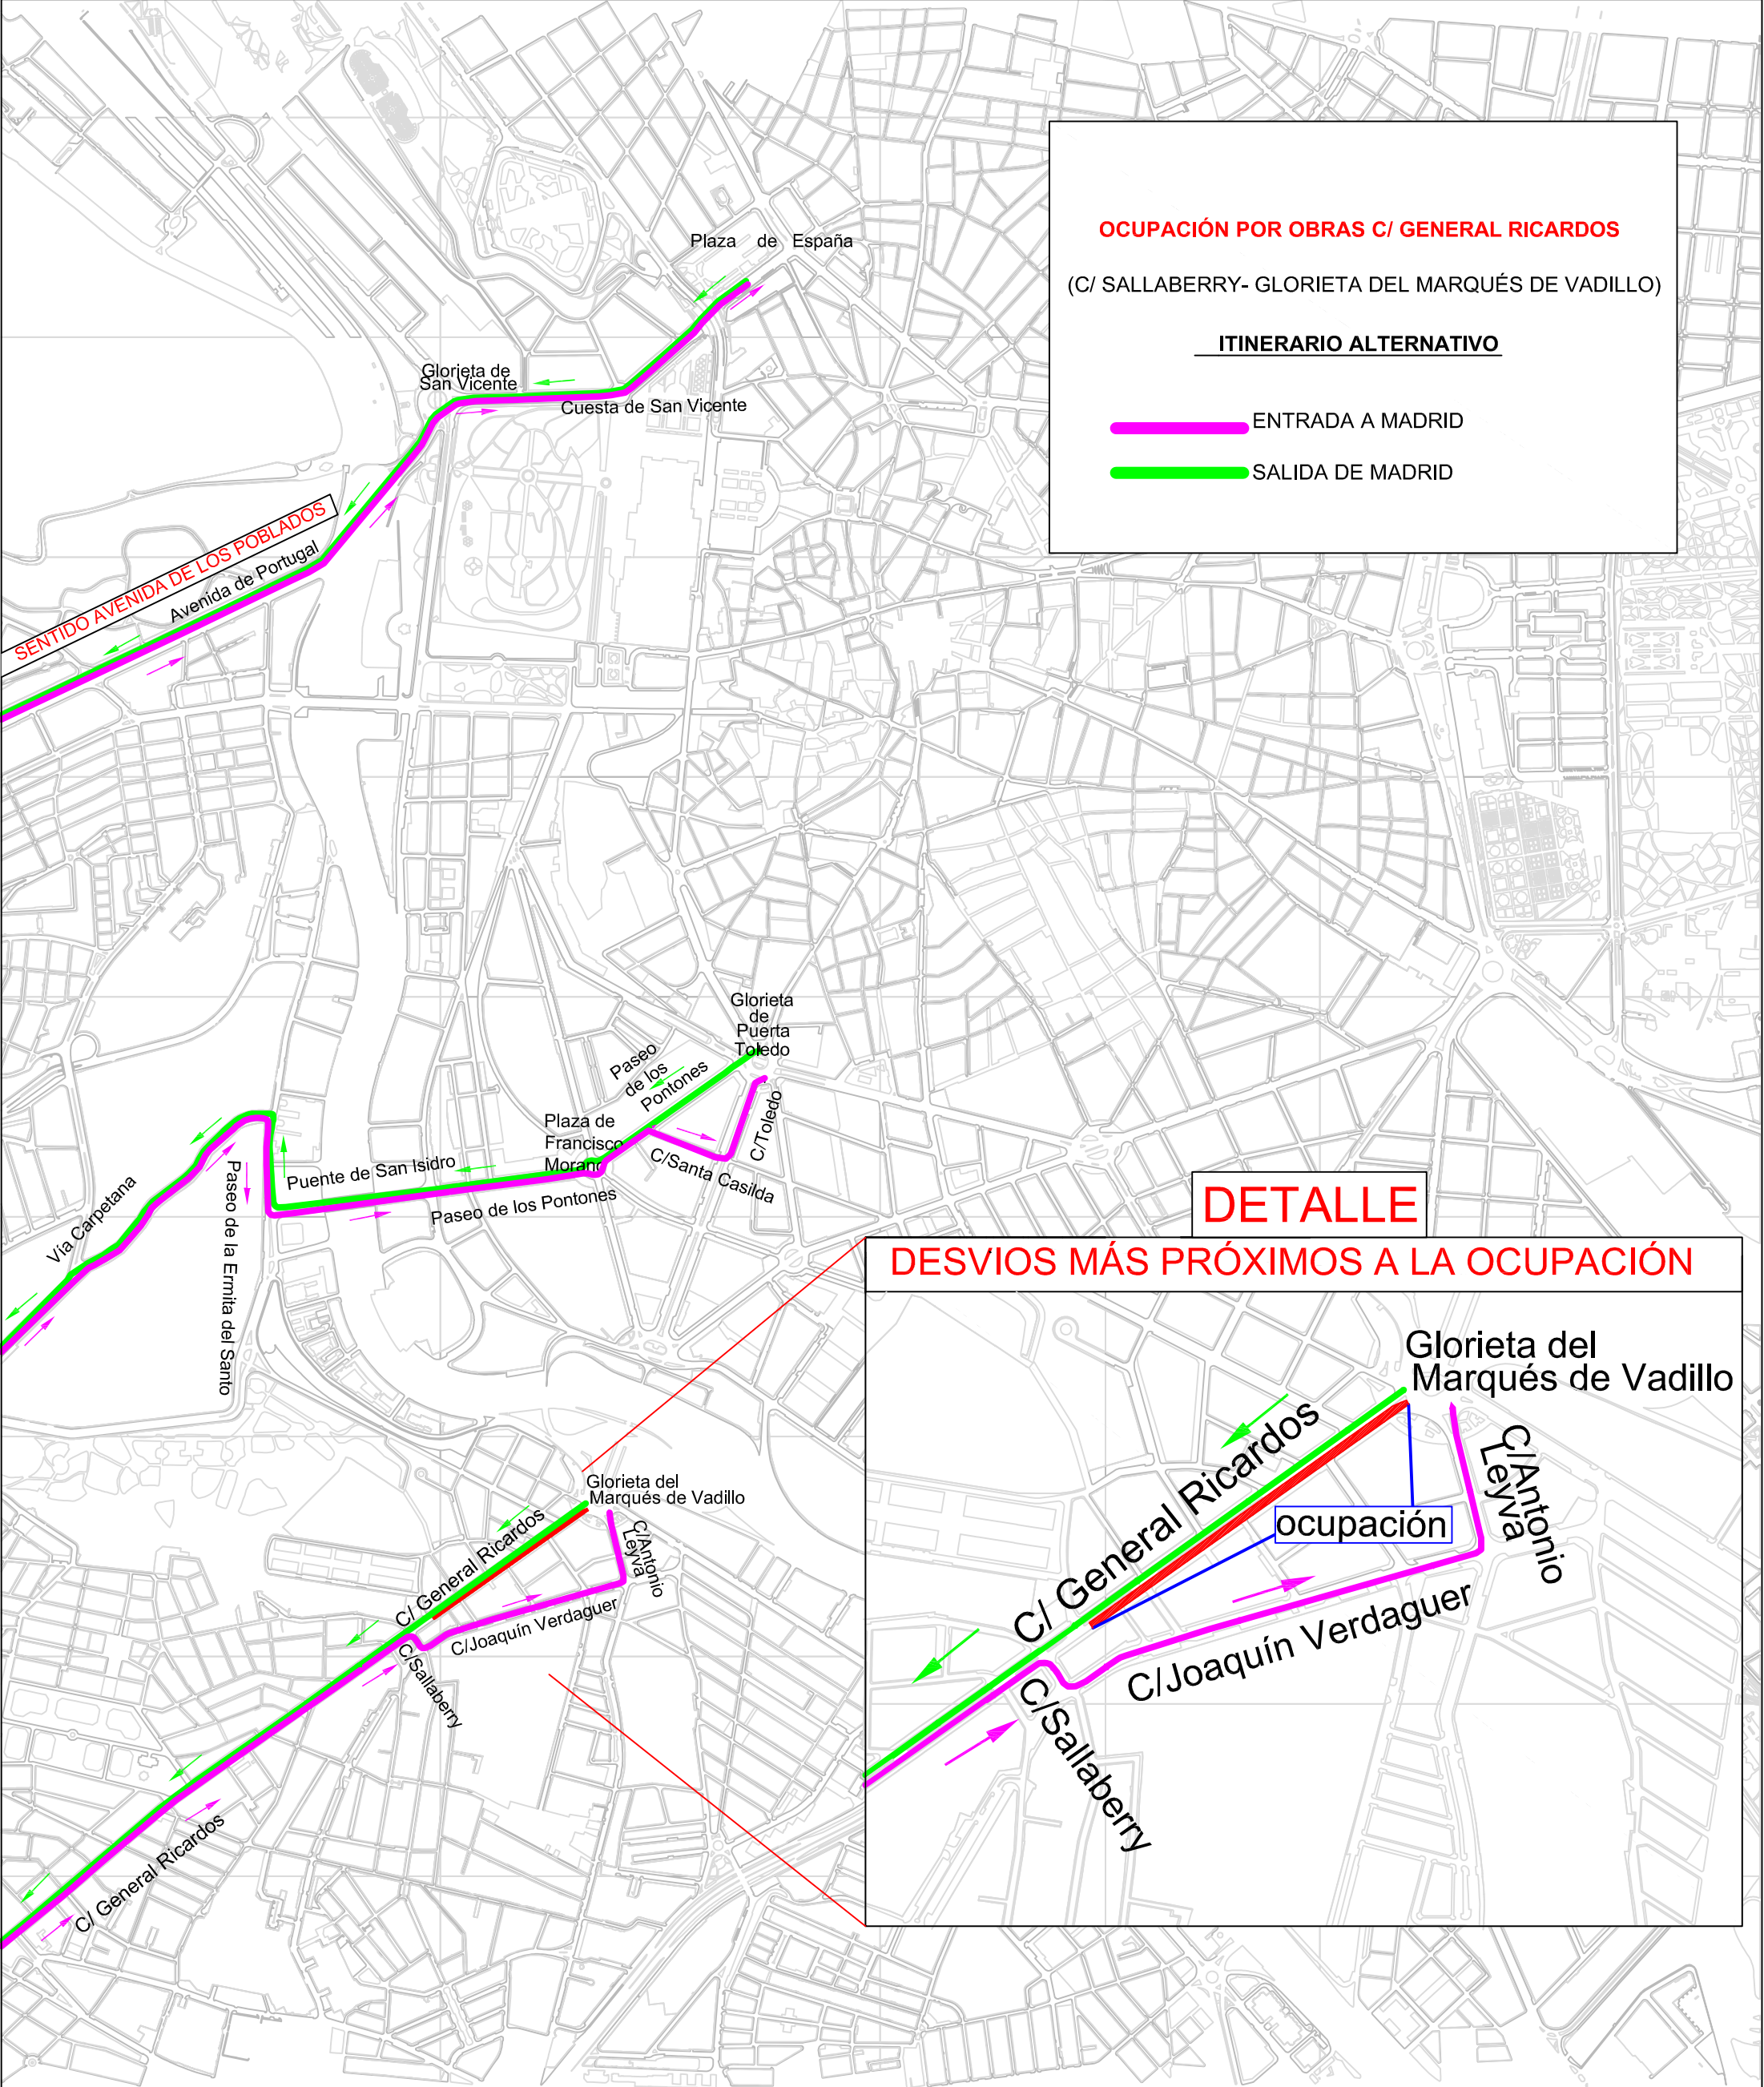 OCUPACIÓN POR OBRAS C/ GENERAL RICARDOS
(C/ SALLABERRY- GLORIETA DEL MARQUÉS DE VADILLO)
ITINERARIO ALTERNATIVO
ENTRADA A MADRID
SALIDA DE MADRID
Plaza de España
Glorieta de
San Vicente
Cuesta de San Vicente
SENTIDO AVENIDA DE LOS POBLADOS
Avenida de Portugal
Glorieta
de
Puerta
Toledo
Paseo
de los
Pontones
Plaza de
Francisco
Morano
C/Toledo
C/Santa Casilda
Puente de San Isidro
Paseo de los Pontones
Vía Carpetana
Paseo de la Ermita del Santo
DETALLE
DESVIOS MÁS PRÓXIMOS A LA OCUPACIÓN
Glorieta del
Marqués de Vadillo
C/ General Ricardos
C/Antonio
Leyva
ocupación
C/Joaquín Verdaguer
C/Sallaberry
Glorieta del
Marqués de Vadillo
C/ General Ricardos
C/Antonio
Leyva
C/Joaquín Verdaguer
C/Sallaberry
C/ General Ricardos